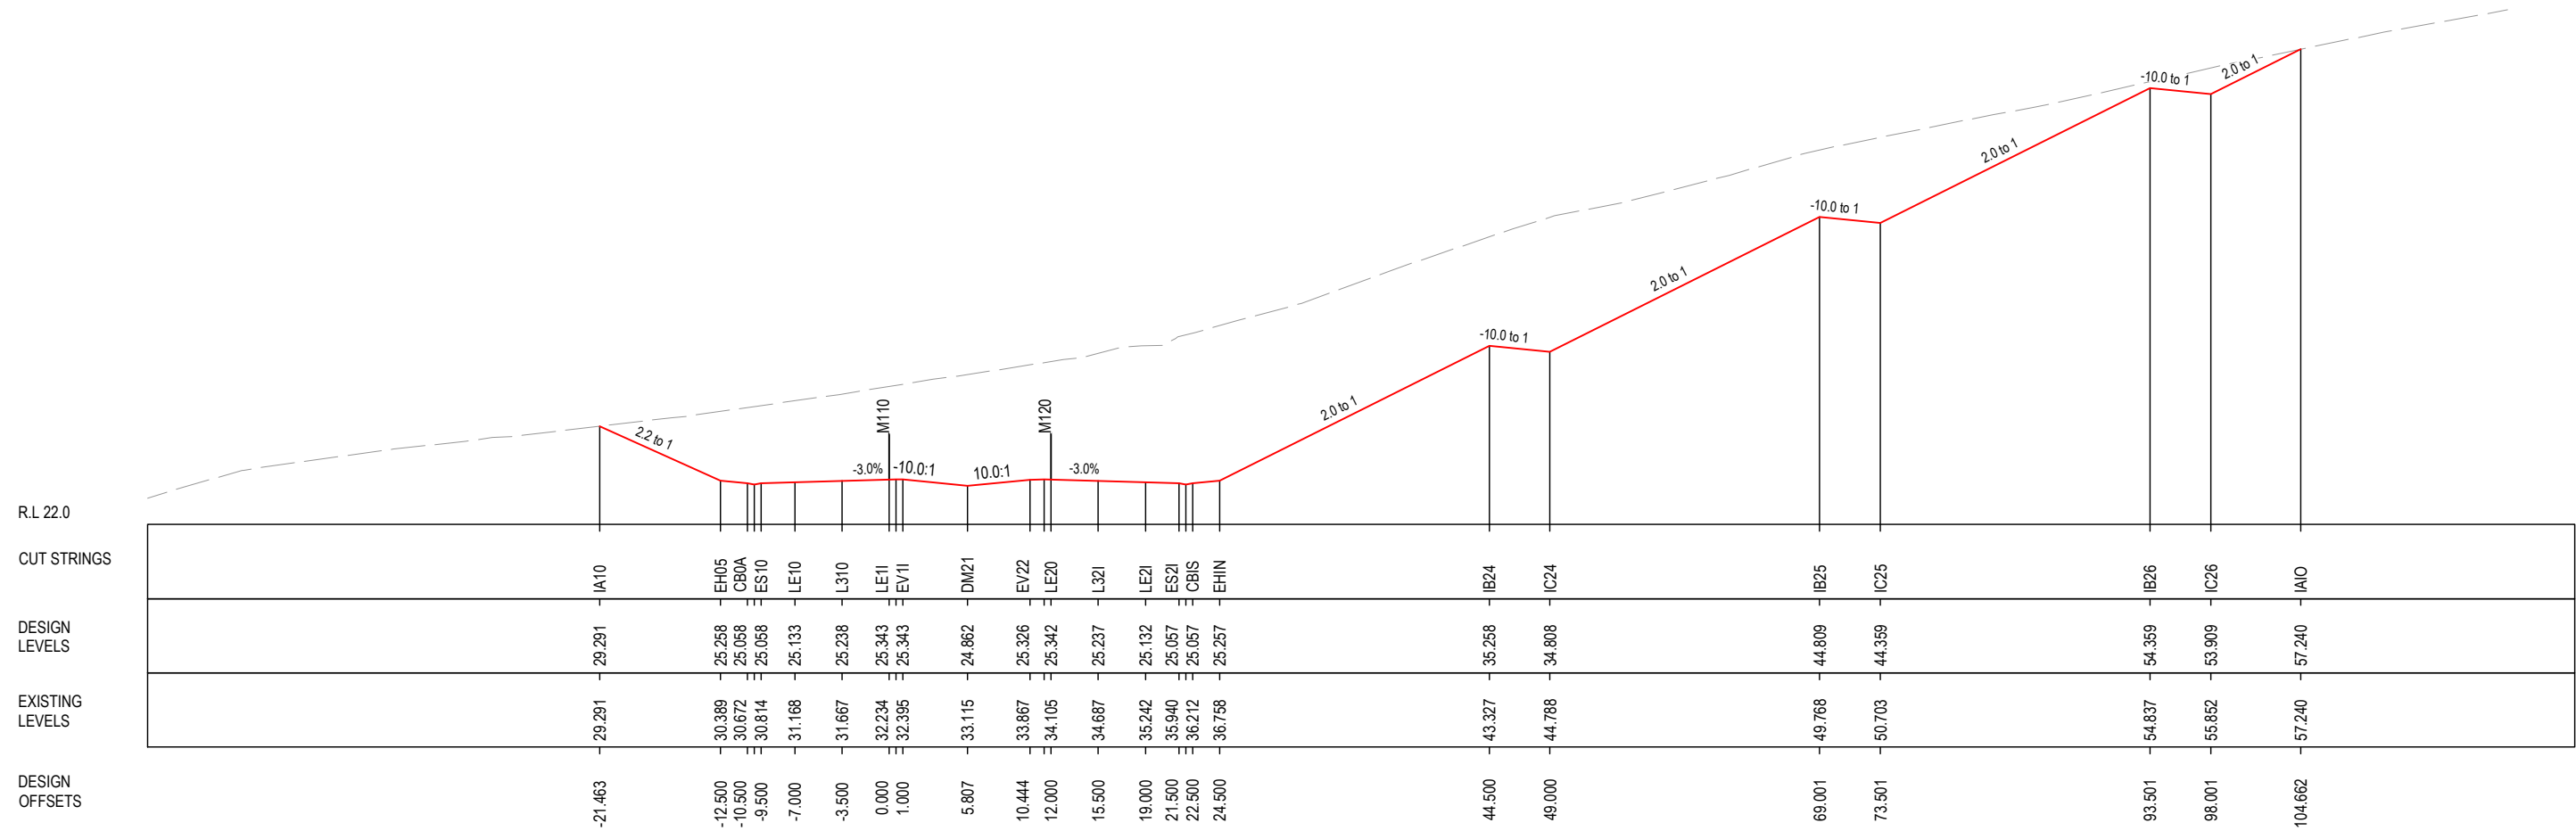 -10.0 to 1
2.0 to 1
2.0 to 1
-10.0 to 1
2.0 to 1
-10.0 to 1
2.0 to 1
2.2 to 1
M110
M120
-3.0%
-10.0:1
10.0:1
-3.0%
R.L 22.0
CUT STRINGS
IA10 EH05 CB0A ES10 LE10 L310 LE1I EV1I DM21 EV22 LE20 L32I LE2I ES2I CBIS EHIN IB24 IC24 IB25 IC25 IB26 IC26 IAIO
DESIGN
LEVELS
29.291 25.258 25.058 25.058 25.133 25.238 25.343 25.343 24.862 25.326 25.342 25.237 25.132 25.057 25.057 25.257 35.258 34.808 44.809 44.359 54.359 53.909 57.240
EXISTING
LEVELS
29.291 30.389 30.672 30.814 31.168 31.667 32.234 32.395 33.115 33.867 34.105 34.687 35.242 35.940 36.212 36.758 43.327 44.788 49.768 50.703 54.837 55.852 57.240
DESIGN
OFFSETS
-21.463 -12.500 -10.500 -9.500 -7.000 -3.500 0.000 1.000 5.807 10.444 12.000 15.500 19.000 21.500 22.500 24.500 44.500 49.000 69.001 73.501 93.501 98.001 104.662